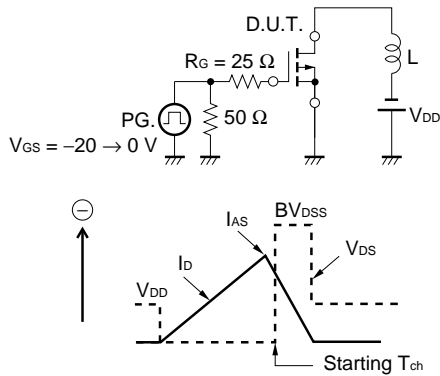 D.U.T.
RG = 25 Ω
L
PG.
50 Ω
VDD
VGS = −20 → 0 V
⊖
IAS
BVDSS
ID
VDS
VDD
Starting Tch